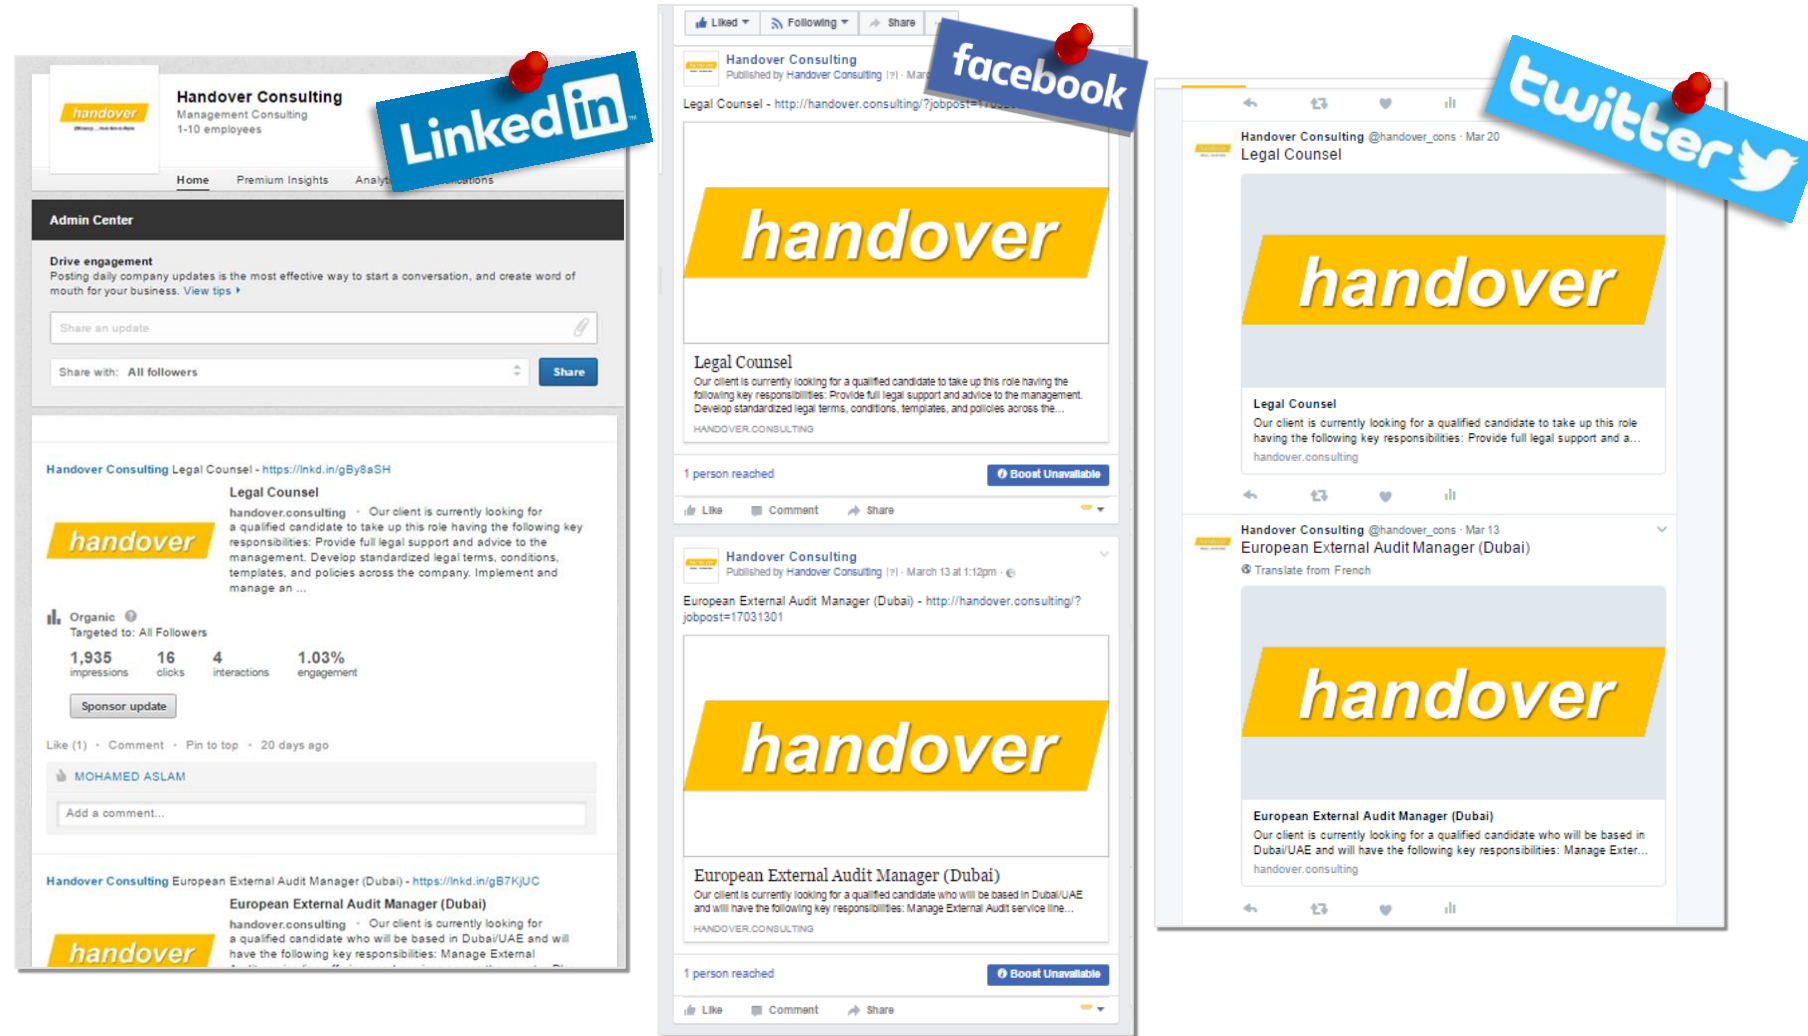 handover
Handover Consulting
Management Consulting
1-10 employees
Linked in
Home Premium Insights
Admin Center
Drive engagement
Posting daily company updates is the most effective way to start a conversation, and create word of
mouth for your business. View tips
Share an update
Share with: All followers
Share
Handover Consulting Legal Counsel - https://lnkd.in/gBy8aSH
Legal Counsel
handover.consulting · Our client is currently looking for
a qualified candidate to take up this role having the following key
handover
responsibilities: Provide full legal support and advice to the
management. Develop standardized legal terms, conditions,
templates, and policies across the company. Implement and
manage an ...
Organic
Targeted to: All Followers
1,935 16 4 1.03%
impressions clicks interactions engagement
Sponsor update
Like (1) · Comment · Pin to top · 20 days ago
MOHAMED ASLAM
Add a comment...
Handover Consulting European External Audit Manager (Dubai) - https://lnkd.in/gB7KjUC
European External Audit Manager (Dubai)
handover.consulting · Our client is currently looking for
a qualified candidate who will be based in Dubai/UAE and will
handover
have the following key responsibilities: Manage External
Liked Following Share
facebook
Handover Consulting
Published by Handover Consulting [?] ·
Legal Counsel - http://handover.consulting/?jobpost=
handover
Legal Counsel
Our client is currently looking for a qualified candidate to take up this role having the
following key responsibilities: Provide full legal support and advice to the management.
Develop standardized legal terms, conditions, templates, and policies across the...
HANDOVER.CONSULTING
1 person reached
Boost Unavailable
Like Comment Share
Handover Consulting
Published by Handover Consulting [?] · March 13 at 1:12pm ·
European External Audit Manager (Dubai) - http://handover.consulting/?
jobpost=17031301
handover
European External Audit Manager (Dubai)
Our client is currently looking for a qualified candidate who will be based in Dubai/UAE
and will have the following key responsibilities: Manage External Audit service line...
HANDOVER.CONSULTING
1 person reached
Boost Unavailable
Like Comment Share
twitter
Handover Consulting @handover_cons · Mar 20
Legal Counsel
handover
Legal Counsel
Our client is currently looking for a qualified candidate to take up this role
having the following key responsibilities: Provide full legal support and a...
handover.consulting
Handover Consulting @handover_cons · Mar 13
European External Audit Manager (Dubai)
Translate from French
handover
European External Audit Manager (Dubai)
Our client is currently looking for a qualified candidate who will be based in
Dubai/UAE and will have the following key responsibilities: Manage Exter...
handover.consulting